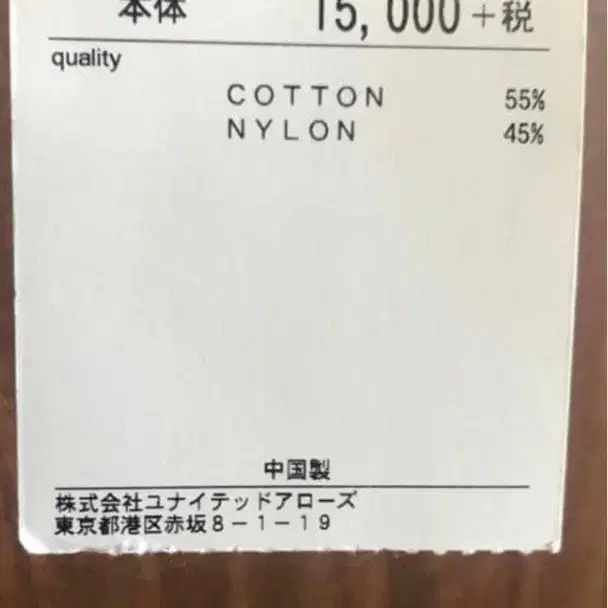 本体 15,000+税
quality
COTTON 55%
NYLON 45%
中国製
株式会社ユナイテッドアローズ
東京都港区赤坂8-1-19